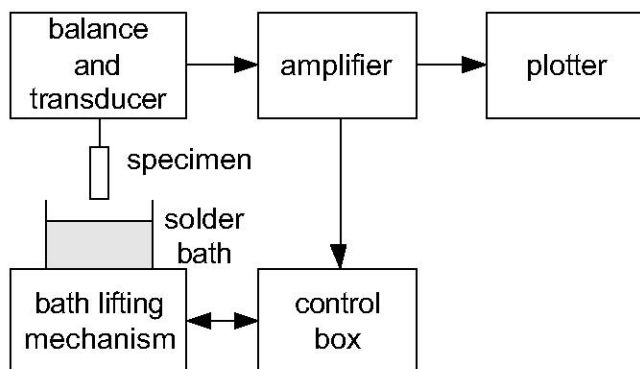 balance
and
transducer
amplifier
plotter
specimen
solder
bath
bath lifting
mechanism
control
box